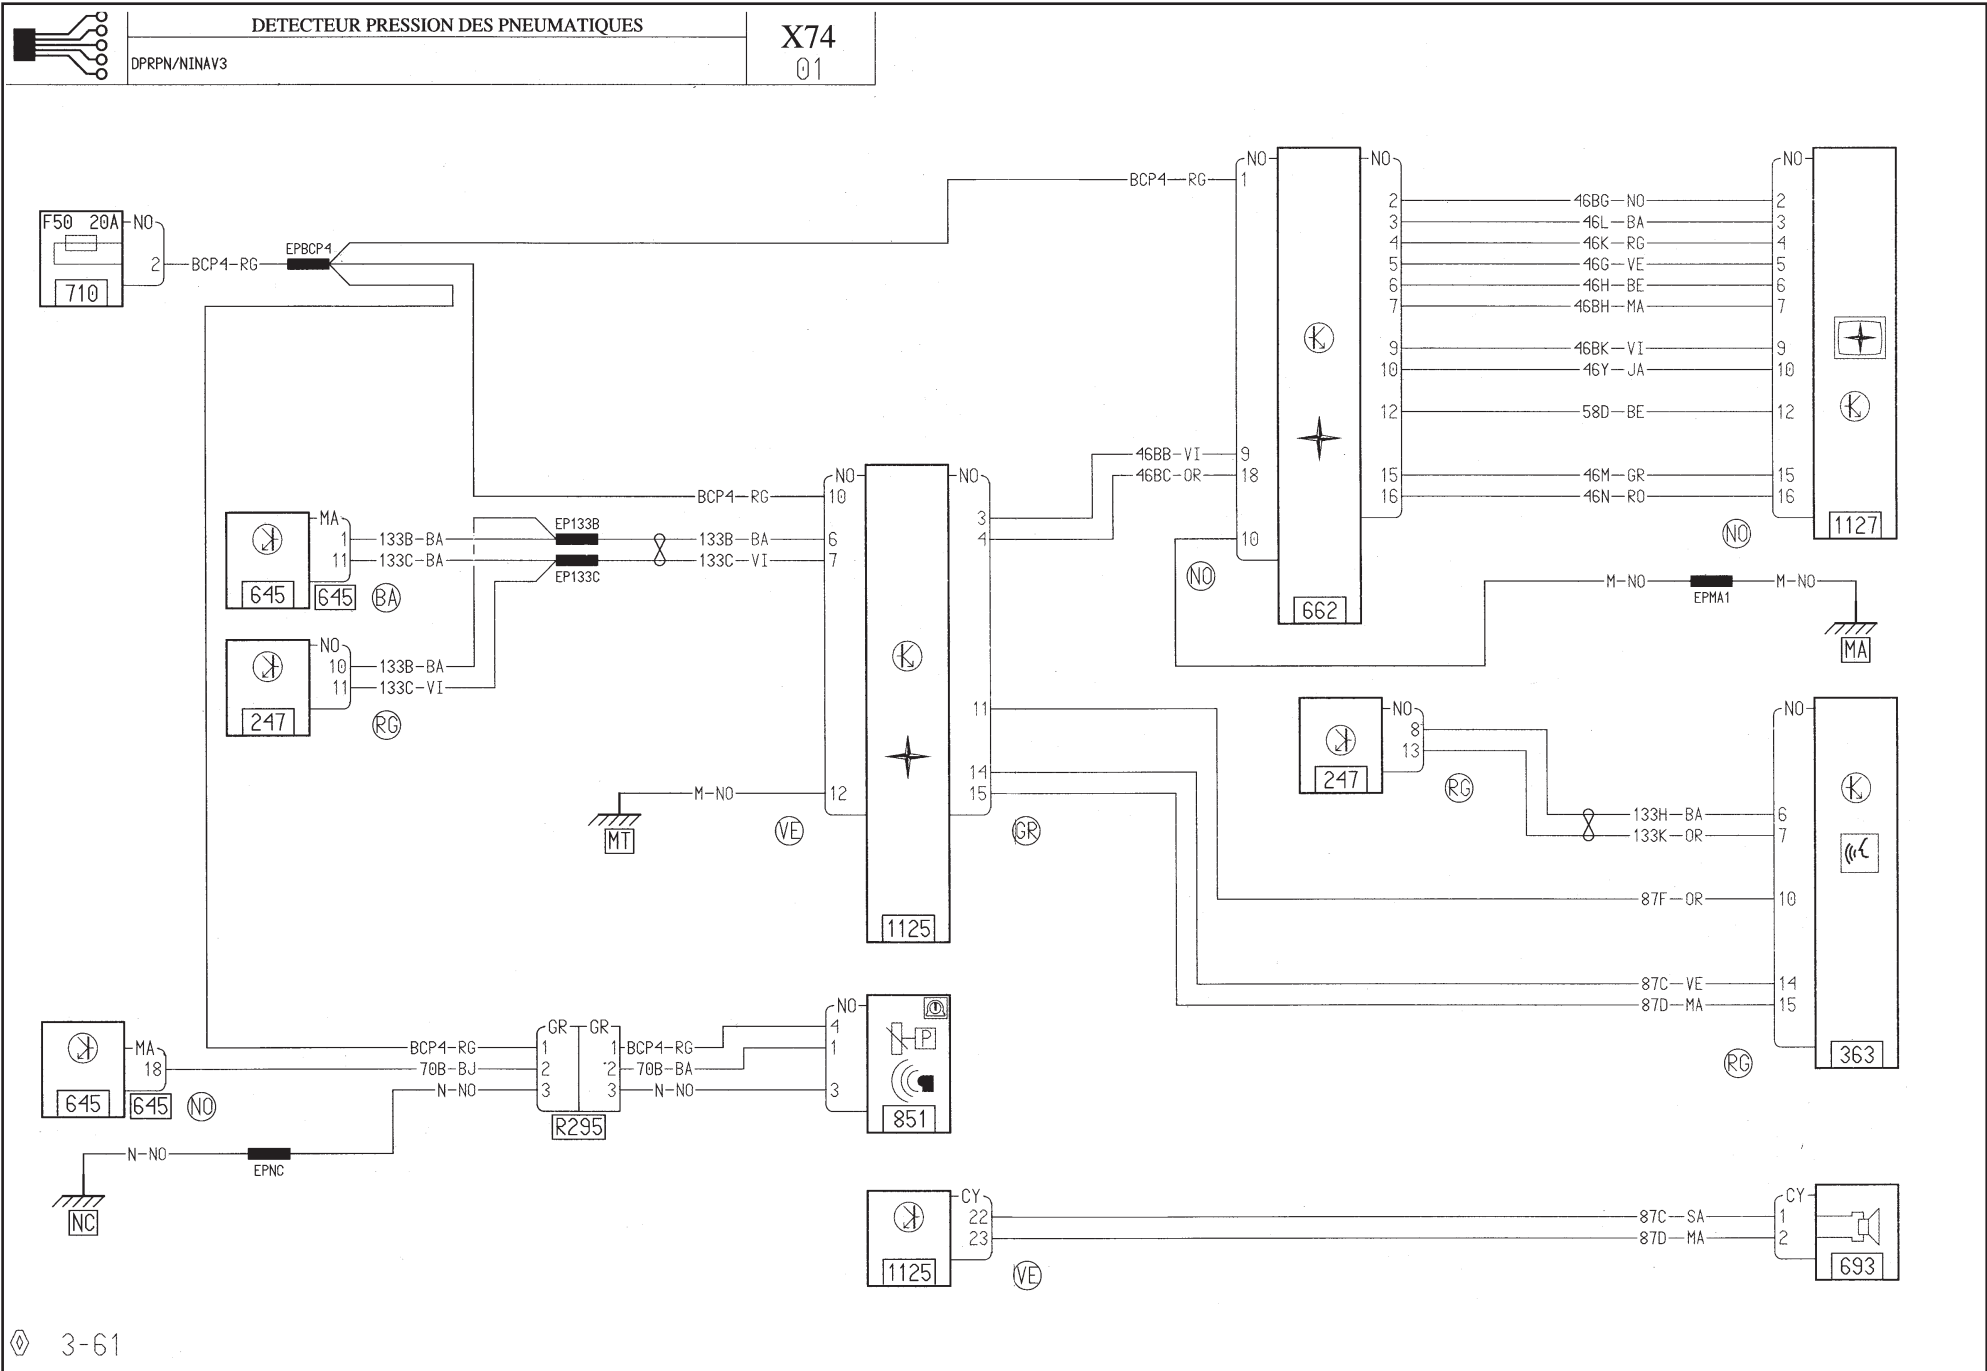 DETECTEUR PRESSION DES PNEUMATIQUES
DPRPN/NINAV3
X74
01
F50 20A NO
2 BCP4-RG
EPBCP4
710
BCP4-RG
NO
1
9
18
10
46BB-VI
46BC-OR
NO
662
NO
2
3
4
5
6
7
9
10
12
15
16
46BG-NO
46L-BA
46K-RG
46G-VE
46H-BE
46BH-MA
46BK-VI
46Y-JA
58D-BE
46M-GR
46N-RO
NO
2
3
4
5
6
7
9
10
12
15
16
NO
1127
M-NO
EPMA1
M-NO
MA
MA
1 133B-BA
11 133C-BA
645
645
BA
EP133B
EP133C
NO
10 133B-BA
11 133C-VI
247
RG
BCP4-RG
133B-BA
133C-VI
NO
10
6
7
12
M-NO
MT
VE
NO
3
4
11
14
15
GR
1125
NO
8
13
247
RG
133H-BA
133K-OR
87F-OR
87C-VE
87D-MA
NO
6
7
10
14
15
RG
363
MA
18
645
645
NO
BCP4-RG
70B-BJ
N-NO
GR GR
1 1 BCP4-RG
2 2 70B-BA
3 3 N-NO
R295
NO
4
1
3
P
851
N-NO
EPNC
NC
CY
22
23
1125
VE
87C-SA
87D-MA
CY
1
2
693
3-61